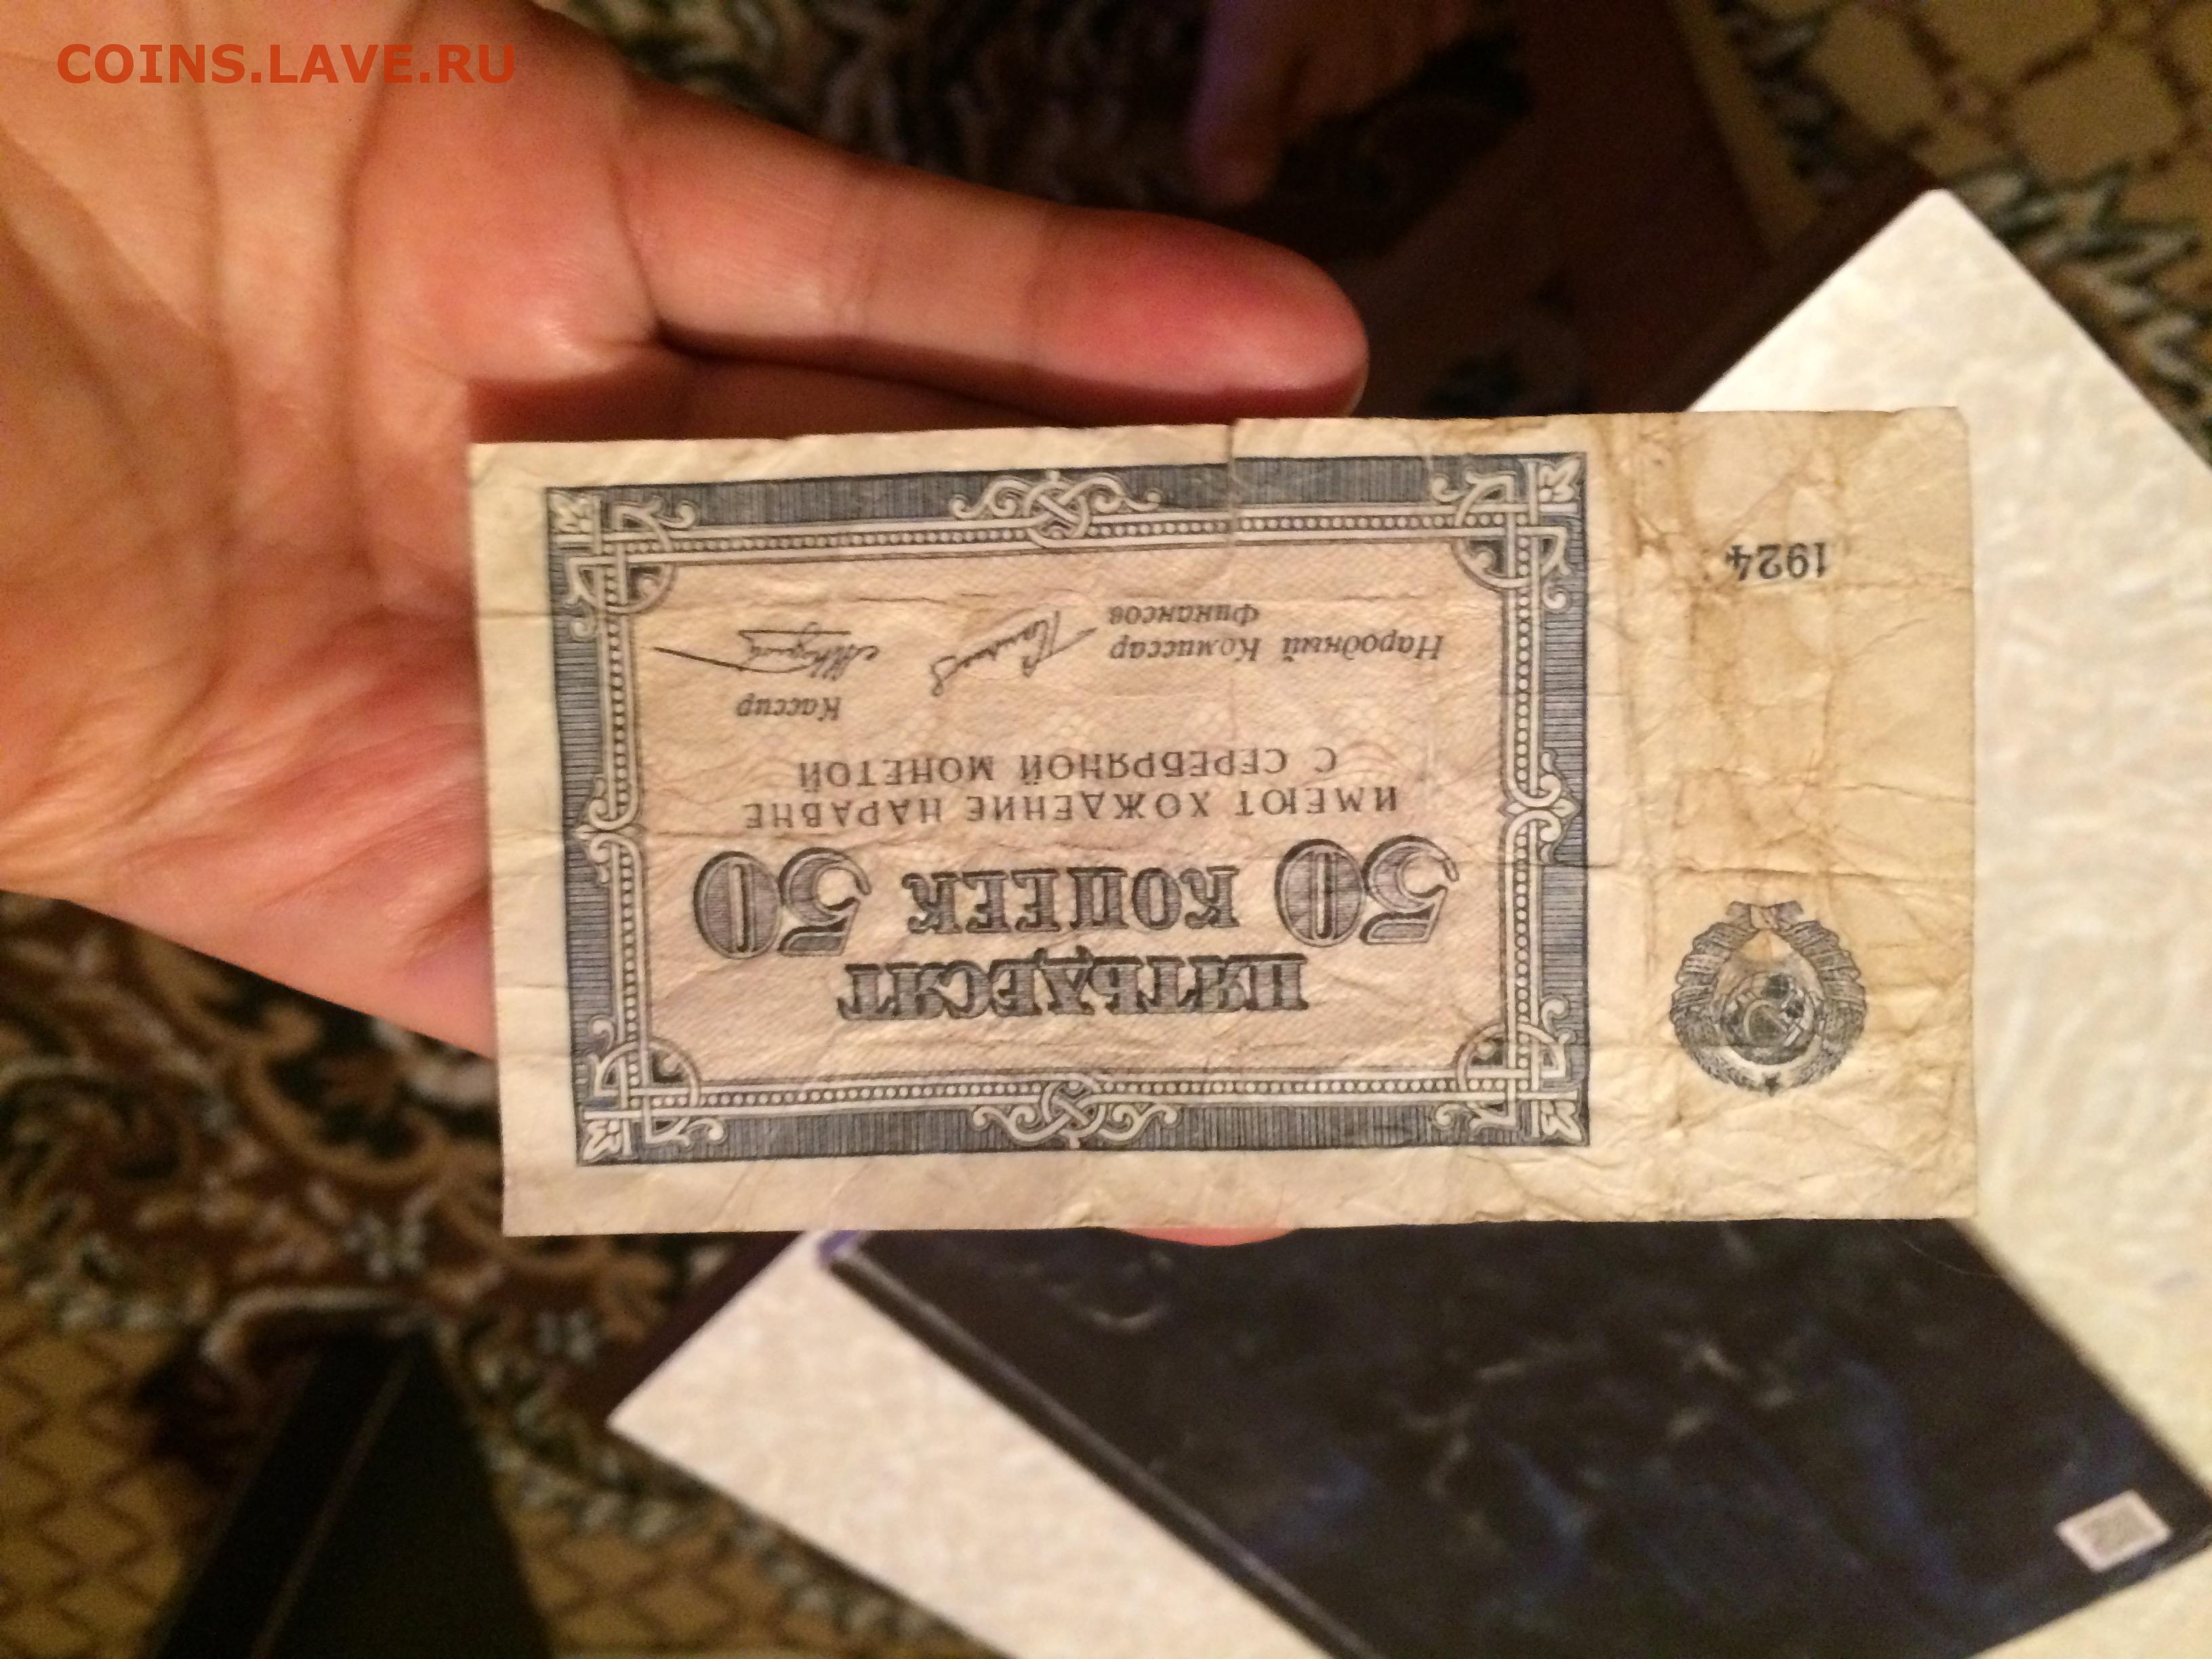 COINS.LAVE.RU
ПЯТЬДЕСЯТ
50 КОПЕЕК 50
ИМЕЮТ ХОЖДЕНИЕ НАРАВНЕ
С СЕРЕБРЯНОЙ МОНЕТОЙ
Народный Комиссар
Финансов
Кассир
1924